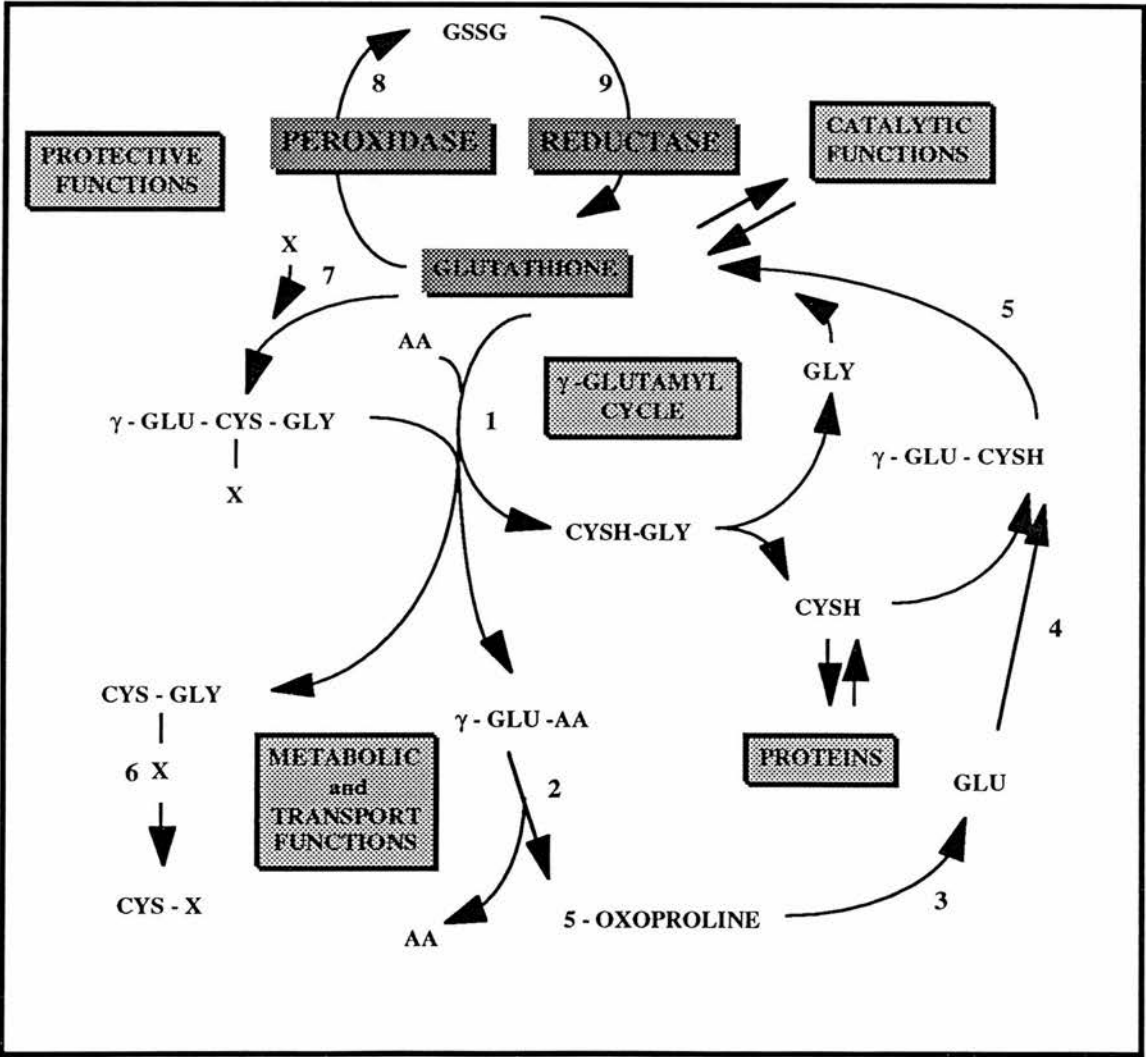 GSSG
8
9
PEROXIDASE
REDUCTASE
CATALYTIC
FUNCTIONS
PROTECTIVE
FUNCTIONS
X
7
GLUTATHIONE
5
AA
γ -GLUTAMYL
CYCLE
GLY
γ - GLU - CYS - GLY
X
1
γ - GLU - CYSH
CYSH-GLY
CYSH
4
CYS - GLY
6 X
CYS - X
γ - GLU -AA
METABOLIC
and
TRANSPORT
FUNCTIONS
2
PROTEINS
GLU
AA
5 - OXOPROLINE
3